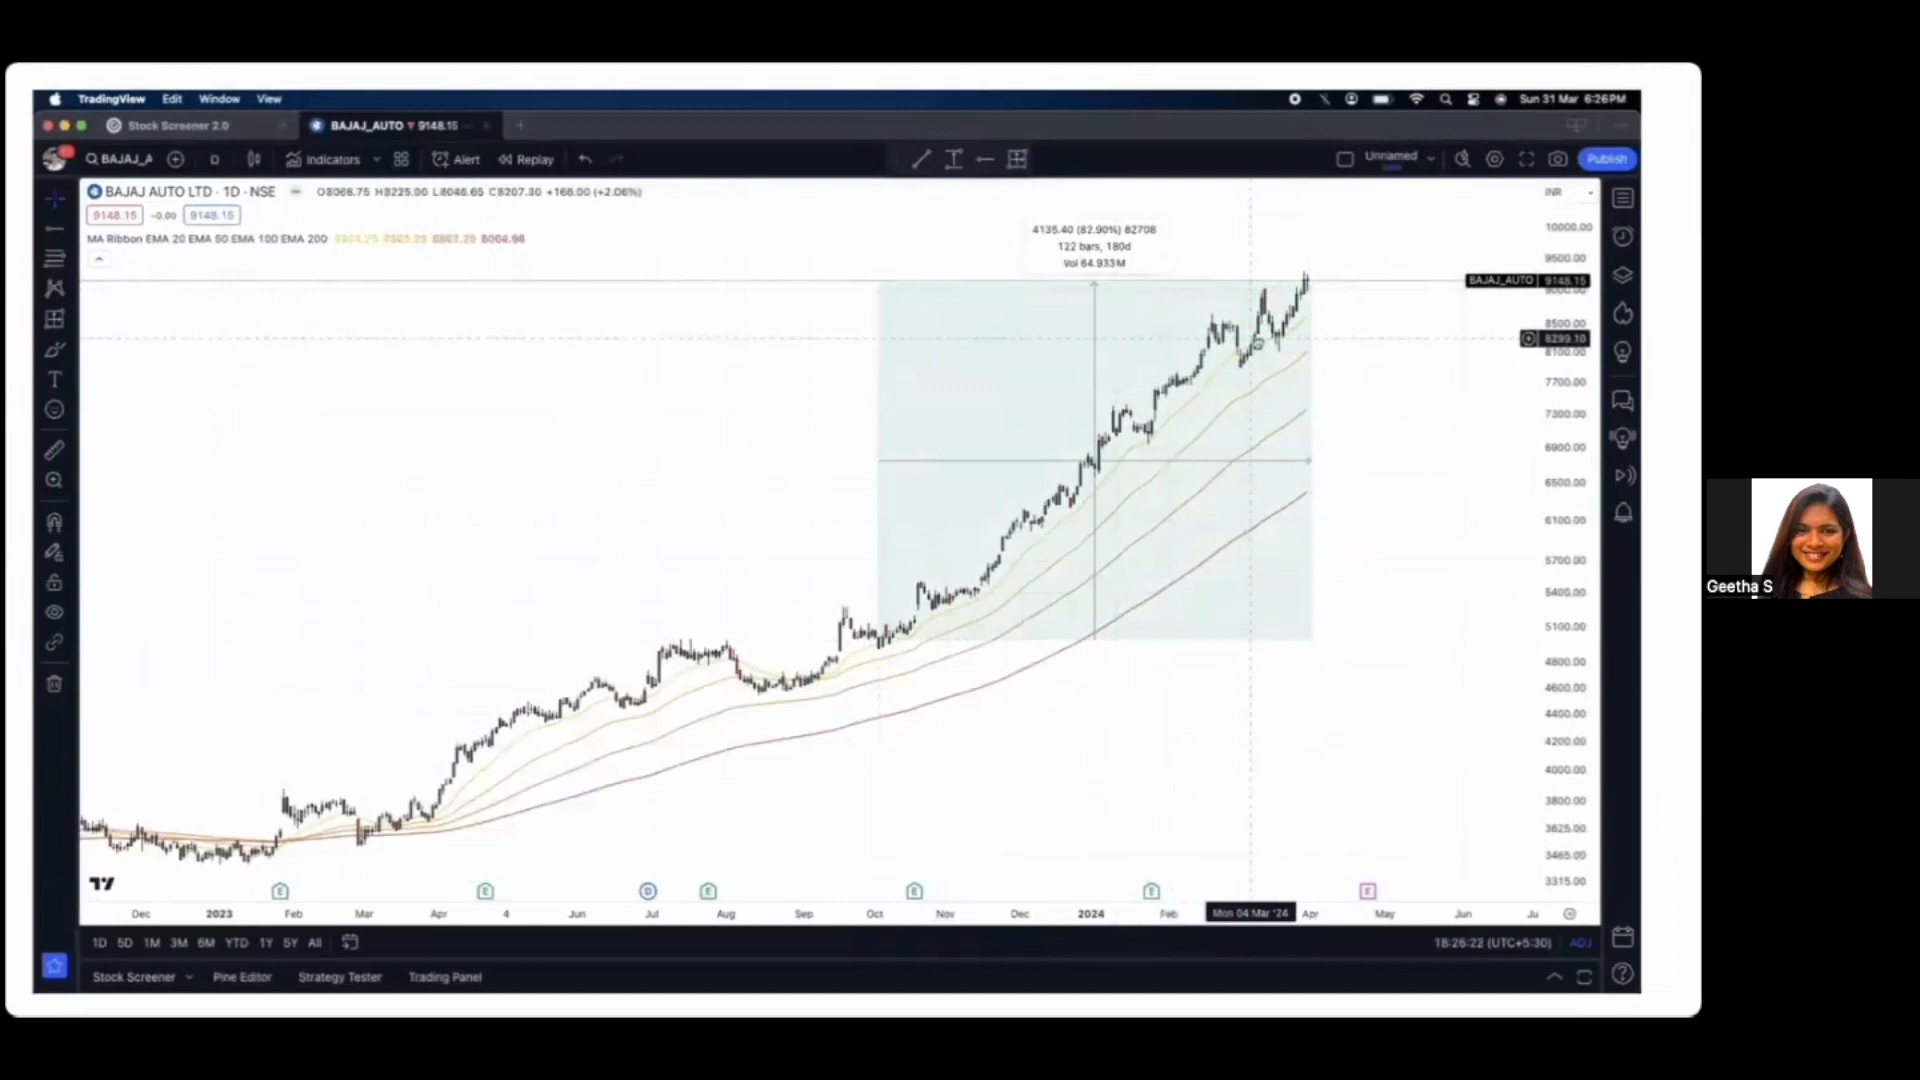 TradingView Edit Window View
Sun 31 Mar 6:26PM
Stock Screener 2.0
BAJAJ_AUTO ▼ 9148.15
BAJAJ_A
D
Indicators
Alert
Replay
Unnamed
Publish
BAJAJ AUTO LTD · 1D · NSE
O8066.75 H8225.00 L8046.65 C8207.30 +166.00 (+2.06%)
INR
9148.15 -0.00 9148.15
MA Ribbon EMA 20 EMA 50 EMA 100 EMA 200
4135.40 (82.90%) 82708
122 bars, 180d
Vol 64.933M
10000.00
9500.00
BAJAJ_AUTO 9148.15
9000.00
8500.00
8299.10
8100.00
7700.00
7300.00
6900.00
6500.00
6100.00
5700.00
5400.00
5100.00
4800.00
4600.00
4400.00
4200.00
4000.00
3800.00
3625.00
3465.00
3315.00
E E D E E E E
Dec 2023 Feb Mar Apr 4 Jun Jul Aug Sep Oct Nov Dec 2024 Feb Mon 04 Mar '24 Apr May Jun Ju
1D 5D 1M 3M 6M YTD 1Y 5Y All
18:26:22 (UTC+5:30) ADJ
Stock Screener Pine Editor Strategy Tester Trading Panel
Geetha S